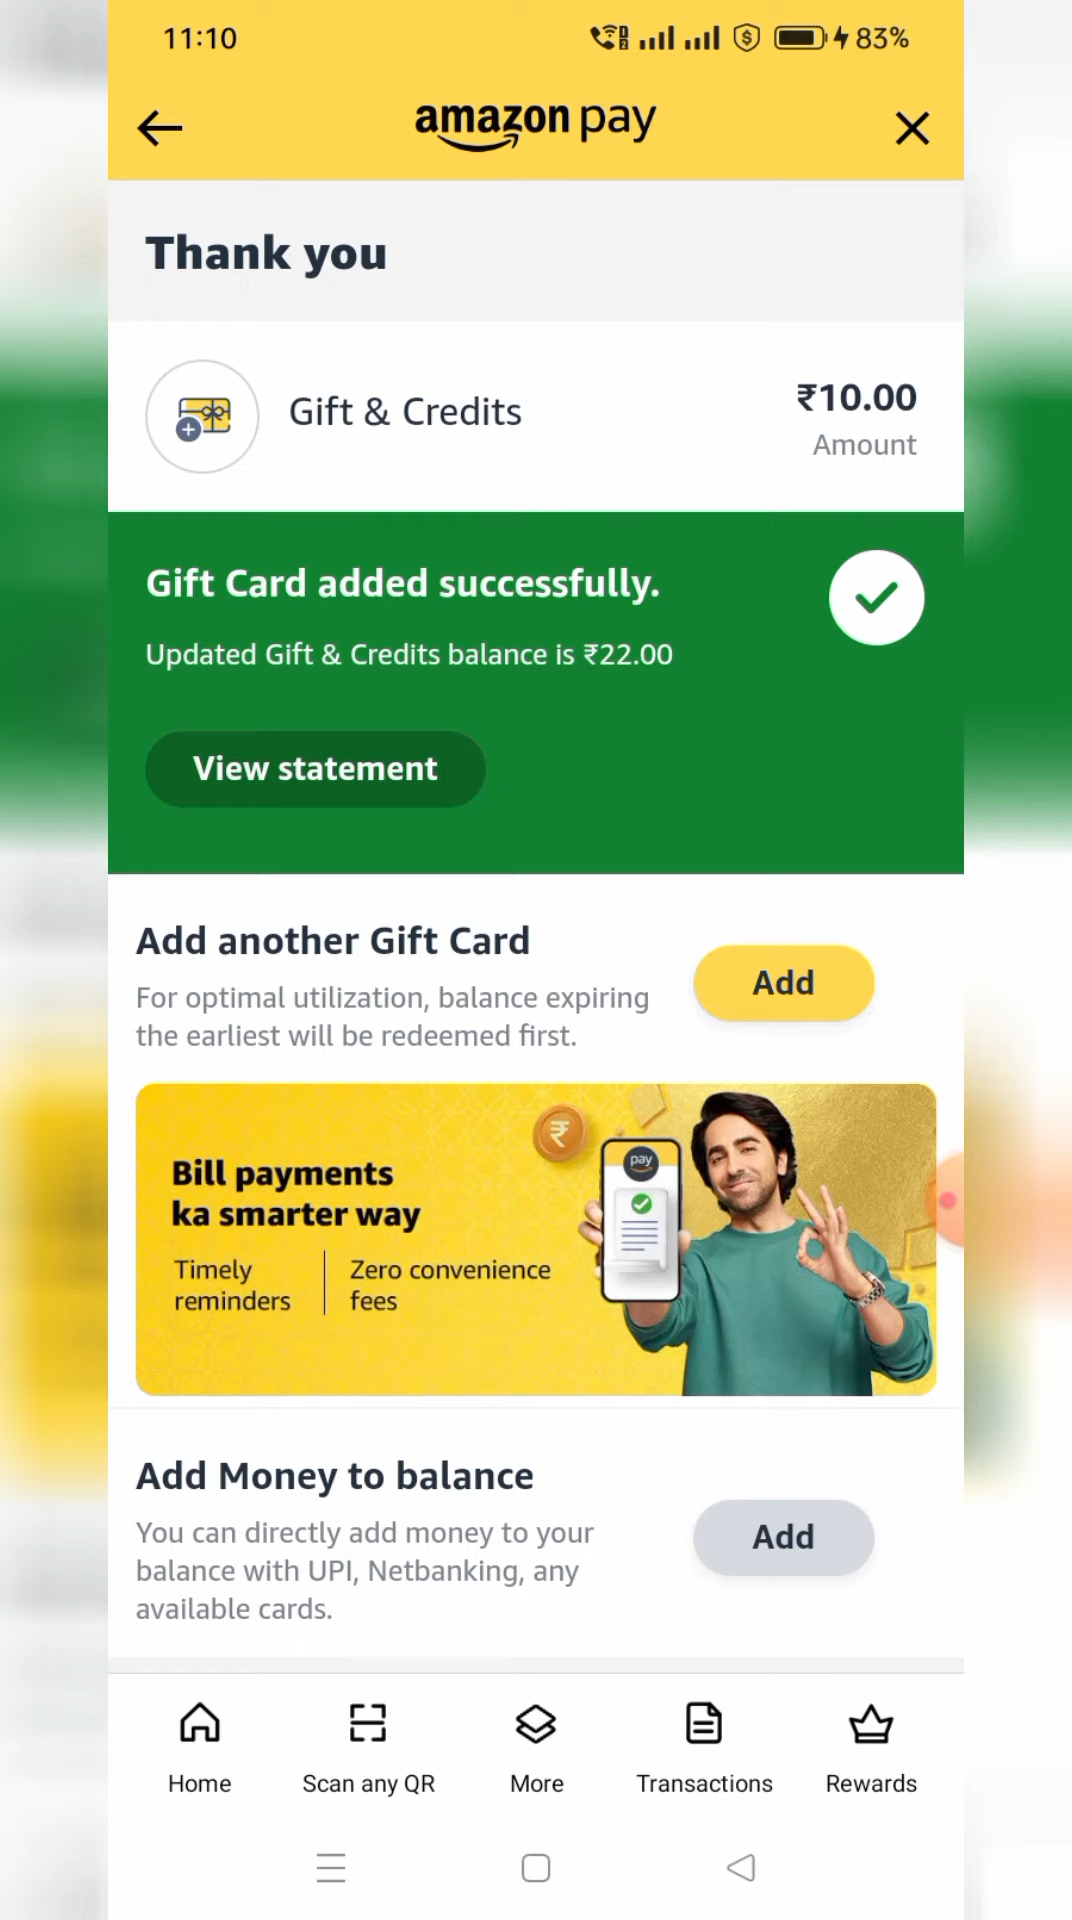 11:10
83%
amazon pay
Thank you
Gift & Credits
₹10.00
Amount
Gift Card added successfully.
Updated Gift & Credits balance is ₹22.00
View statement
Add another Gift Card
For optimal utilization, balance expiring
the earliest will be redeemed first.
Add
Bill payments
ka smarter way
Timely
reminders
Zero convenience
fees
pay
Add Money to balance
You can directly add money to your
balance with UPI, Netbanking, any
available cards.
Add
Home
Scan any QR
More
Transactions
Rewards